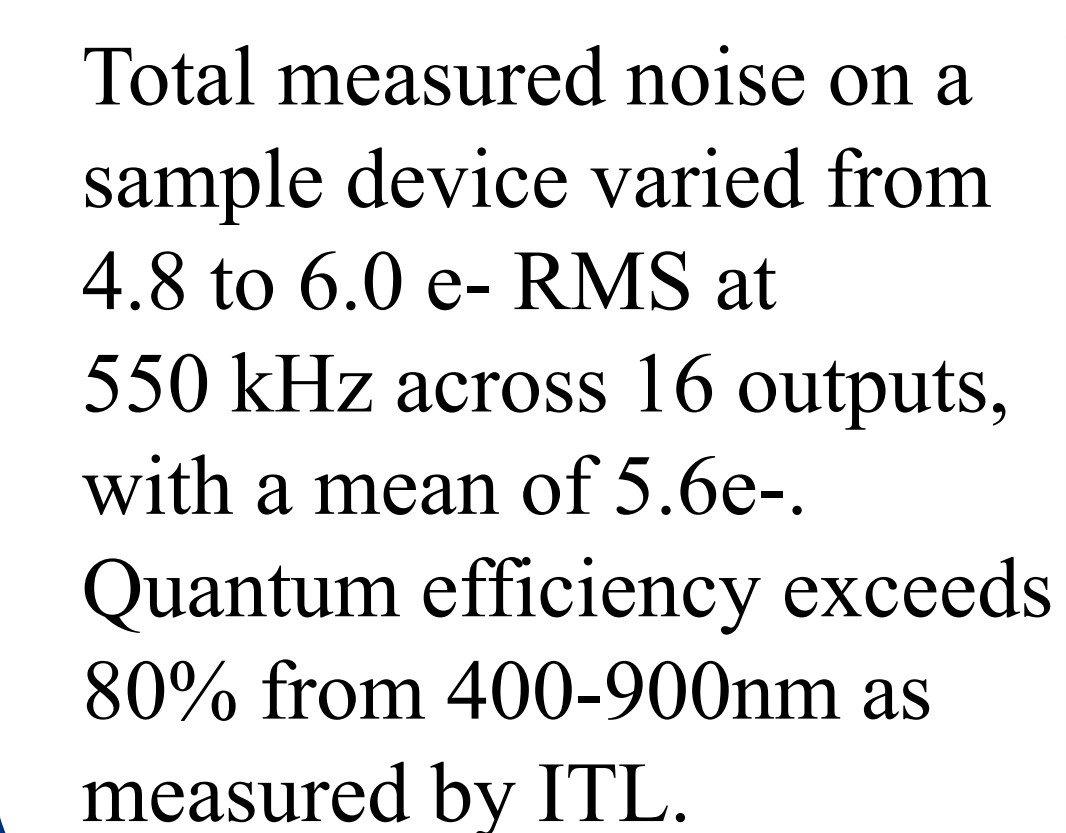 Total measured noise on a
sample device varied from
4.8 to 6.0 e- RMS at
550 kHz across 16 outputs,
with a mean of 5.6e-.
Quantum efficiency exceeds
80% from 400-900nm as
measured by ITL.